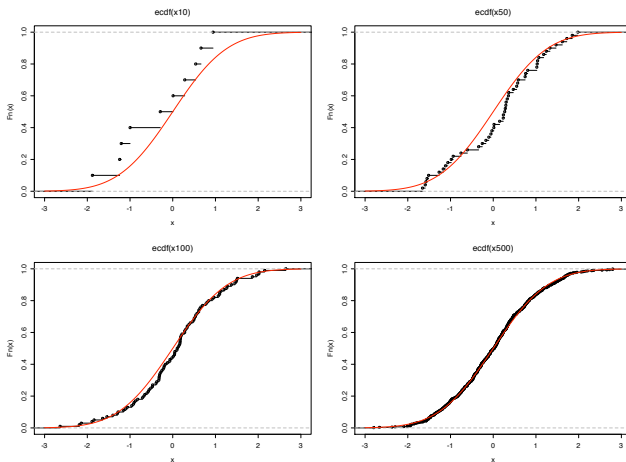 ecdf(x10)
Fn(x)
0.0 0.2 0.4 0.6 0.8 1.0
-3 -2 -1 0 1 2 3
x
ecdf(x50)
Fn(x)
0.0 0.2 0.4 0.6 0.8 1.0
-3 -2 -1 0 1 2 3
x
ecdf(x100)
Fn(x)
0.0 0.2 0.4 0.6 0.8 1.0
-3 -2 -1 0 1 2 3
x
ecdf(x500)
Fn(x)
0.0 0.2 0.4 0.6 0.8 1.0
-3 -2 -1 0 1 2 3
x